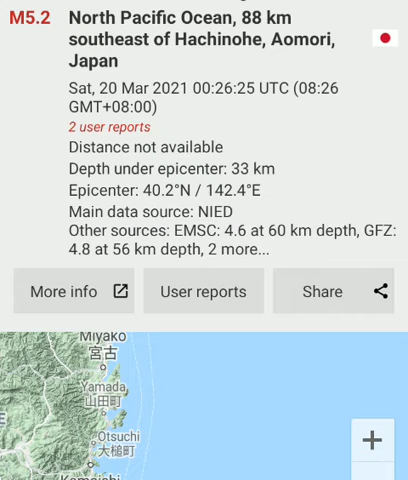 M5.2 North Pacific Ocean, 88 km
southeast of Hachinohe, Aomori,
Japan
Sat, 20 Mar 2021 00:26:25 UTC (08:26
GMT+08:00)
2 user reports
Distance not available
Depth under epicenter: 33 km
Epicenter: 40.2°N / 142.4°E
Main data source: NIED
Other sources: EMSC: 4.6 at 60 km depth, GFZ:
4.8 at 56 km depth, 2 more...
More info User reports Share
Miyako
宮古
Yamada
山田町
Otsuchi
大槌町
Kamaishi
+